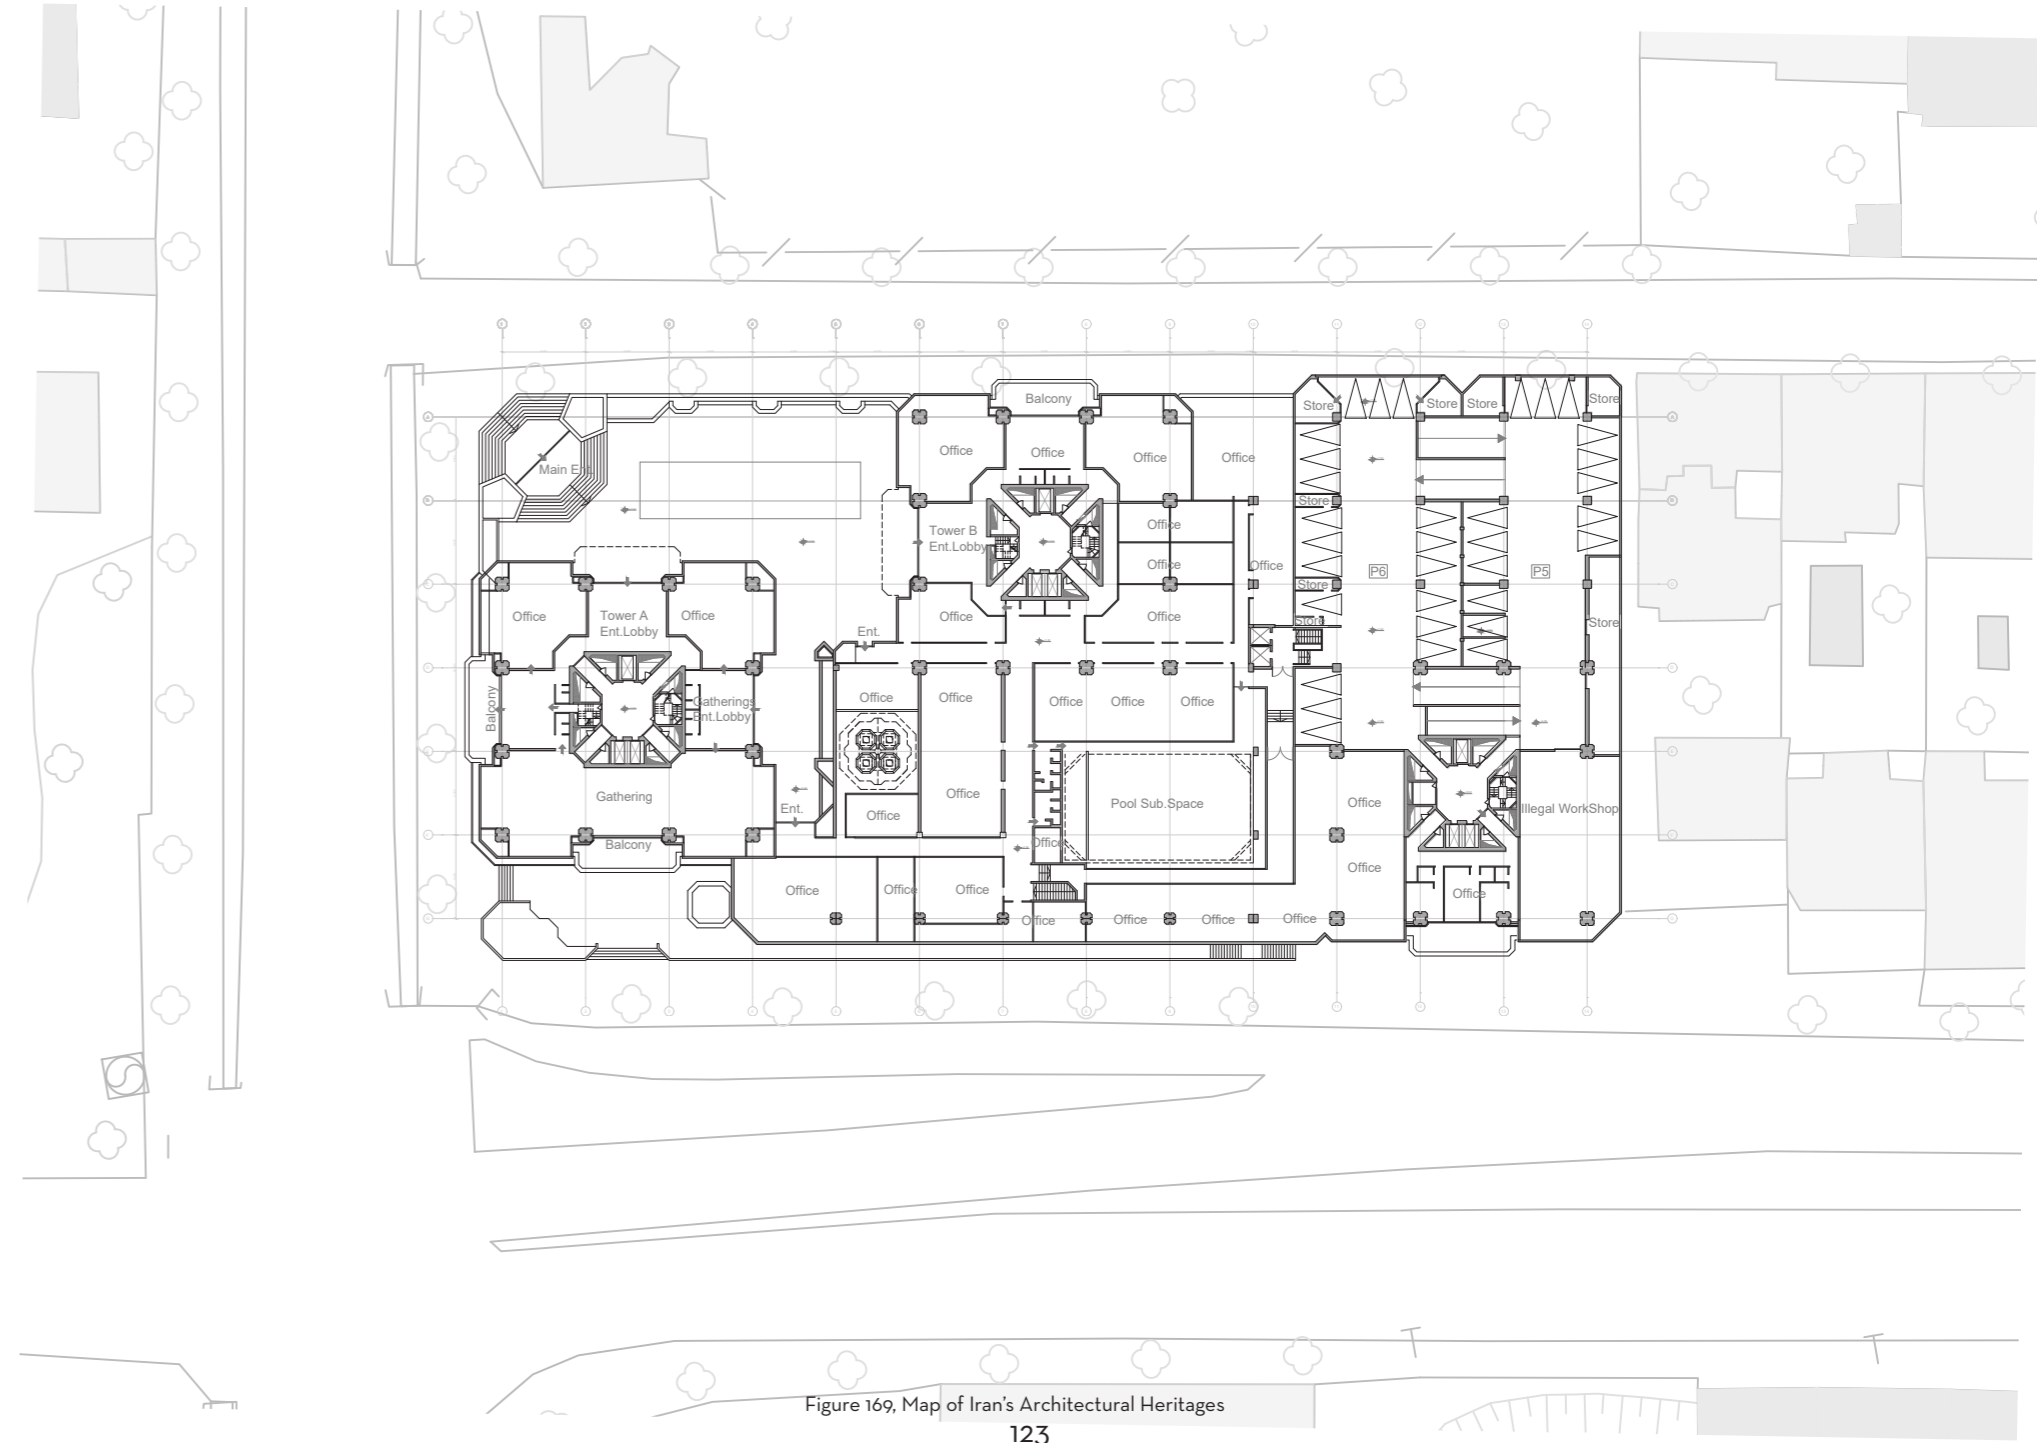 Balcony
Store
Store
Store
Store
Office
Office
Office
Office
Main Ent.
Store
Tower B
Ent.Lobby
Office
Office
Office
P6
P5
Store
Office
Tower A
Ent.Lobby
Office
Office
Office
Store
Store
Ent.
Balcony
Gatherings
Ent.Lobby
Office
Office
Office
Office
Office
Gathering
Ent.
Office
Office
Pool Sub.Space
Office
Illegal WorkShop
Balcony
Office
Office
Office
Office
Office
Office
Office
Office
Office
Office
Figure 169, Map of Iran's Architectural Heritages
123